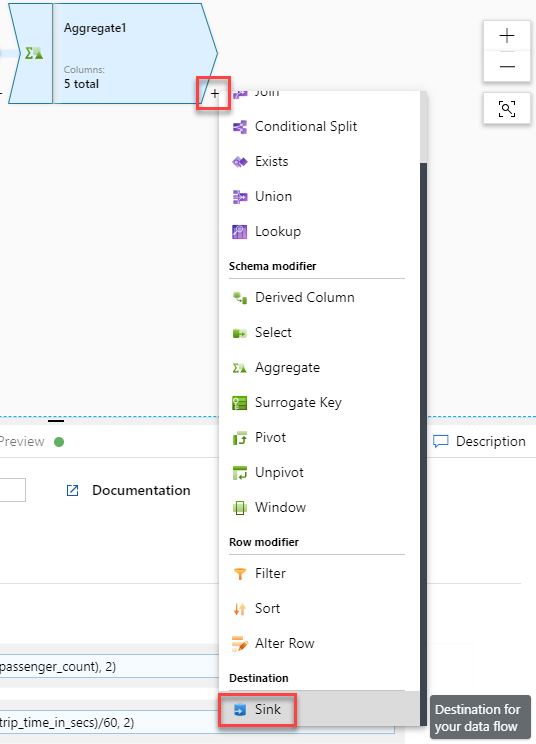 Aggregate1
Columns:
5 total
+
Join
Conditional Split
Exists
Union
Lookup
Schema modifier
Derived Column
Select
Aggregate
Surrogate Key
Pivot
Unpivot
Window
Row modifier
Filter
Sort
Alter Row
Destination
Sink
Preview
Description
Documentation
passenger_count), 2)
trip_time_in_secs)/60, 2)
Destination for
your data flow